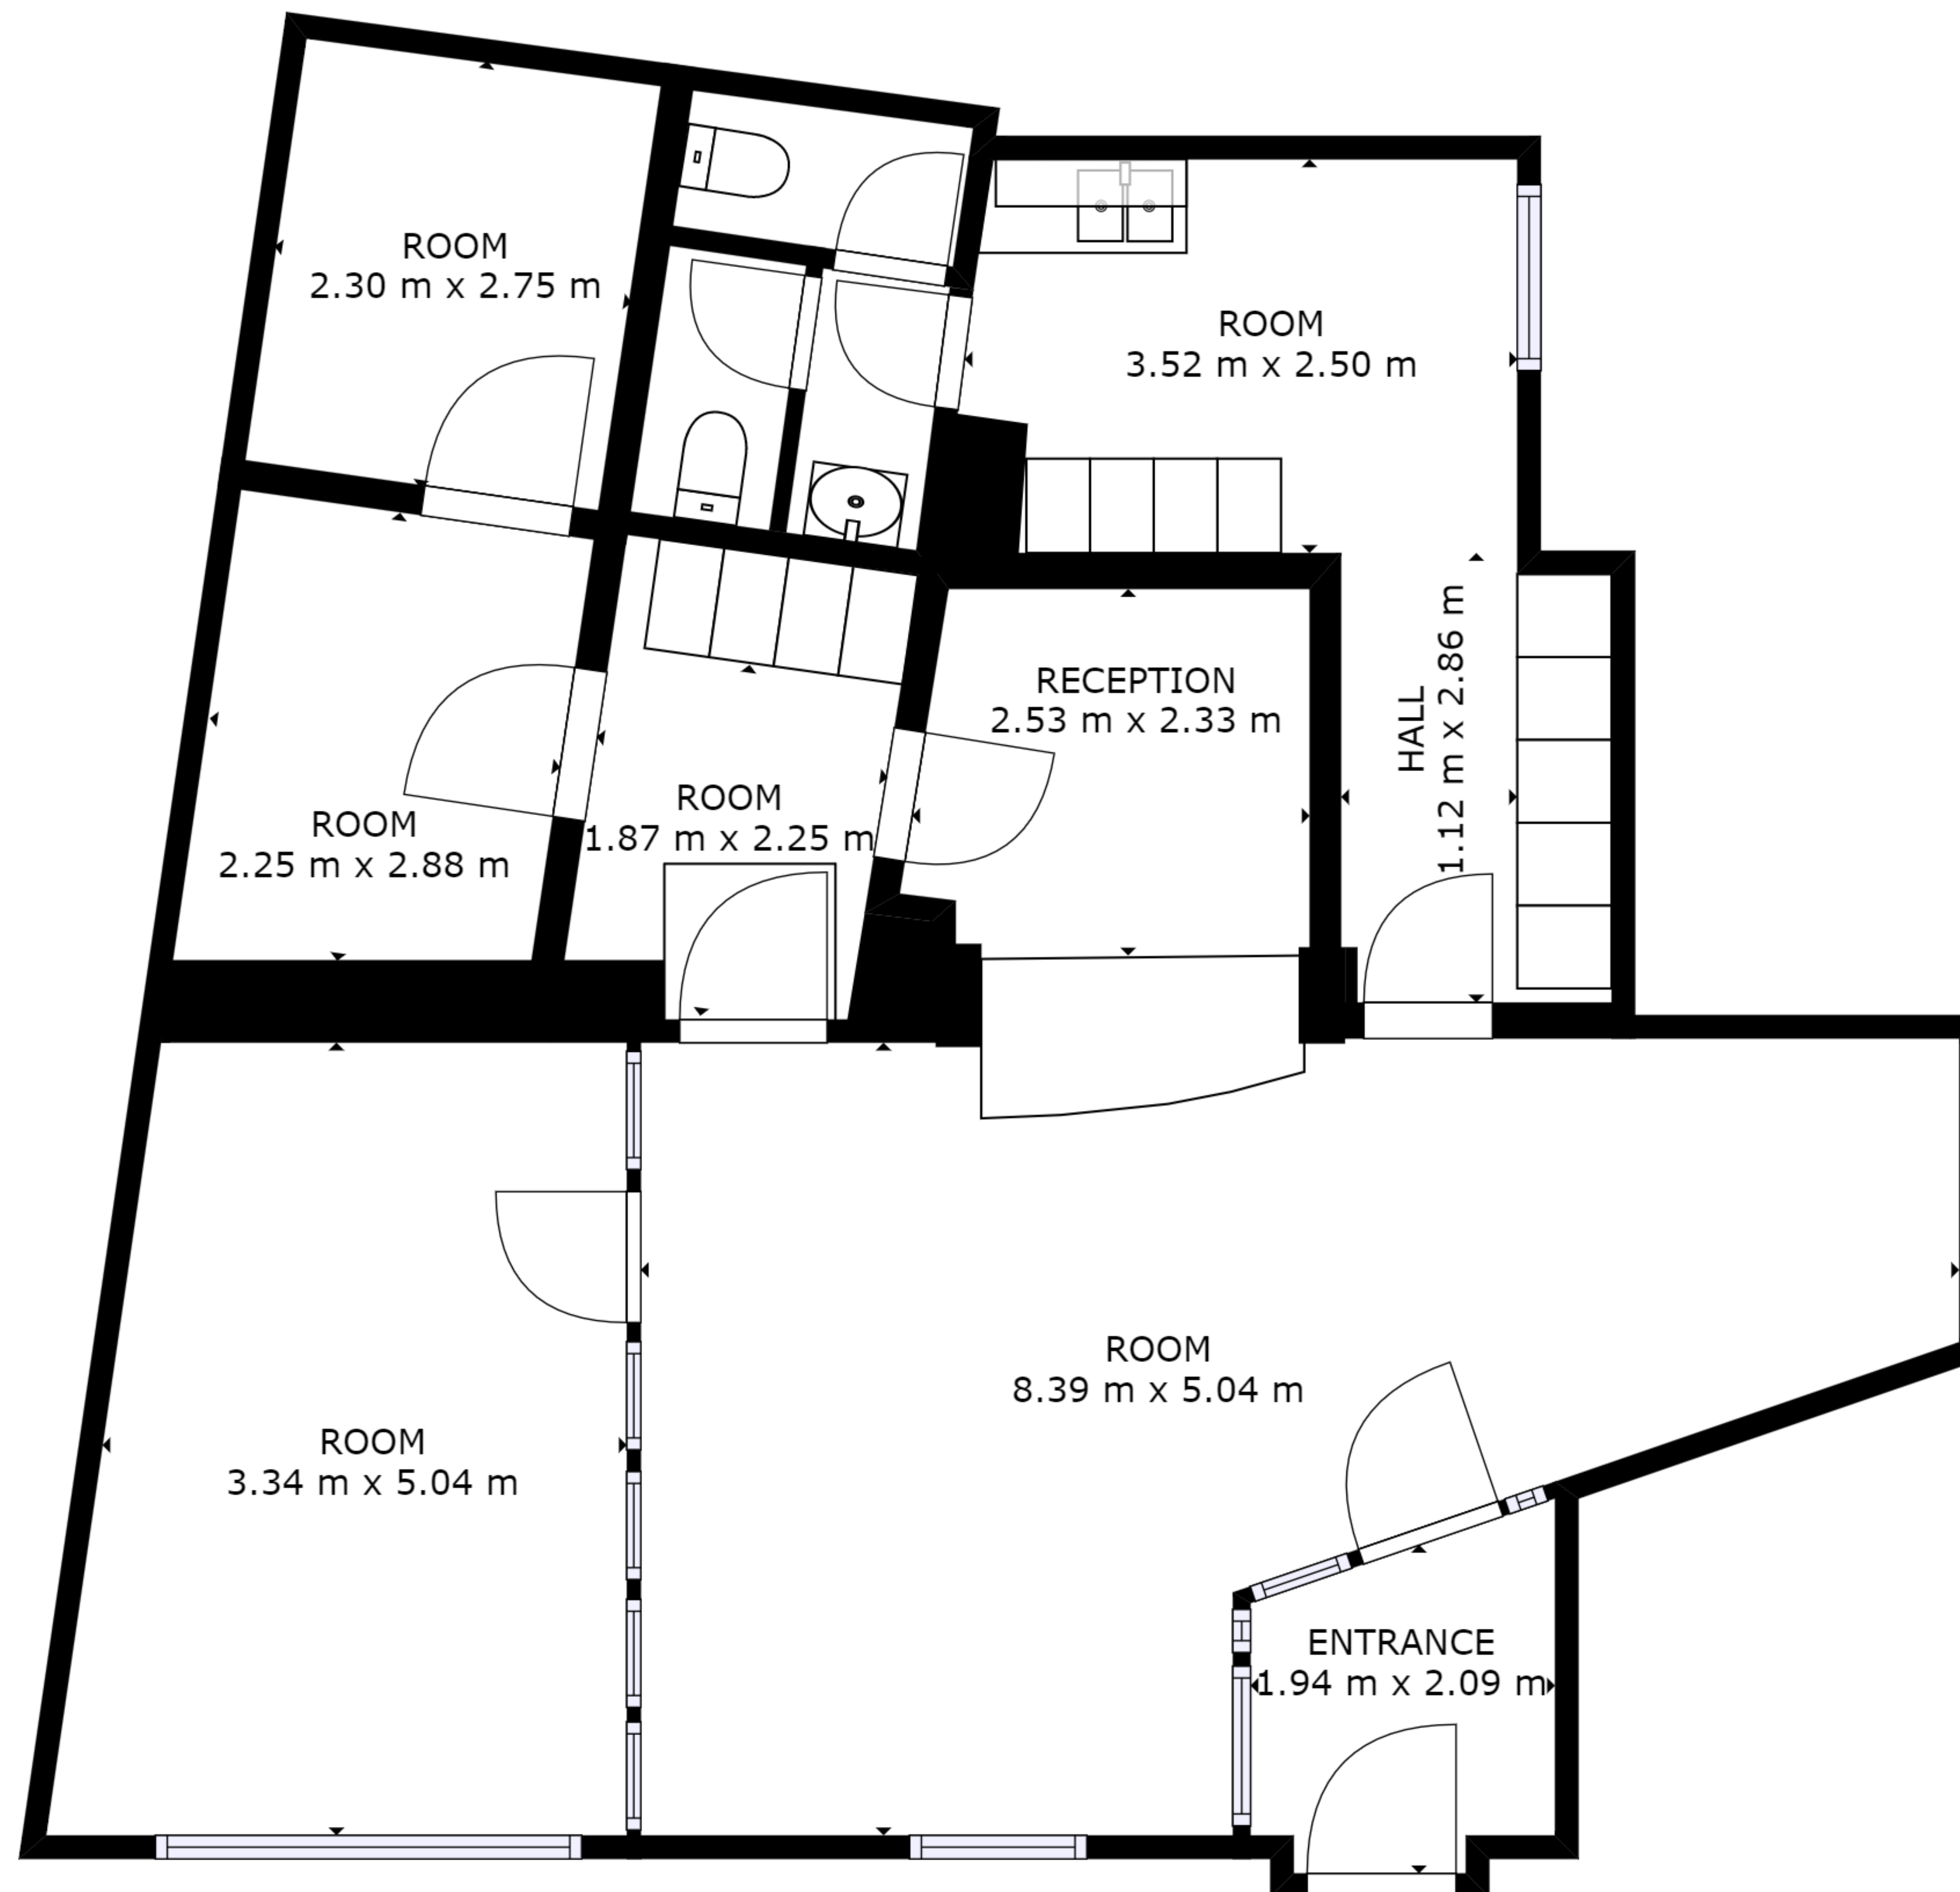 ROOM
2.30 m x 2.75 m
ROOM
3.52 m x 2.50 m
RECEPTION
2.53 m x 2.33 m
HALL
1.12 m x 2.86 m
ROOM
1.87 m x 2.25 m
ROOM
2.25 m x 2.88 m
ROOM
8.39 m x 5.04 m
ROOM
3.34 m x 5.04 m
ENTRANCE
1.94 m x 2.09 m